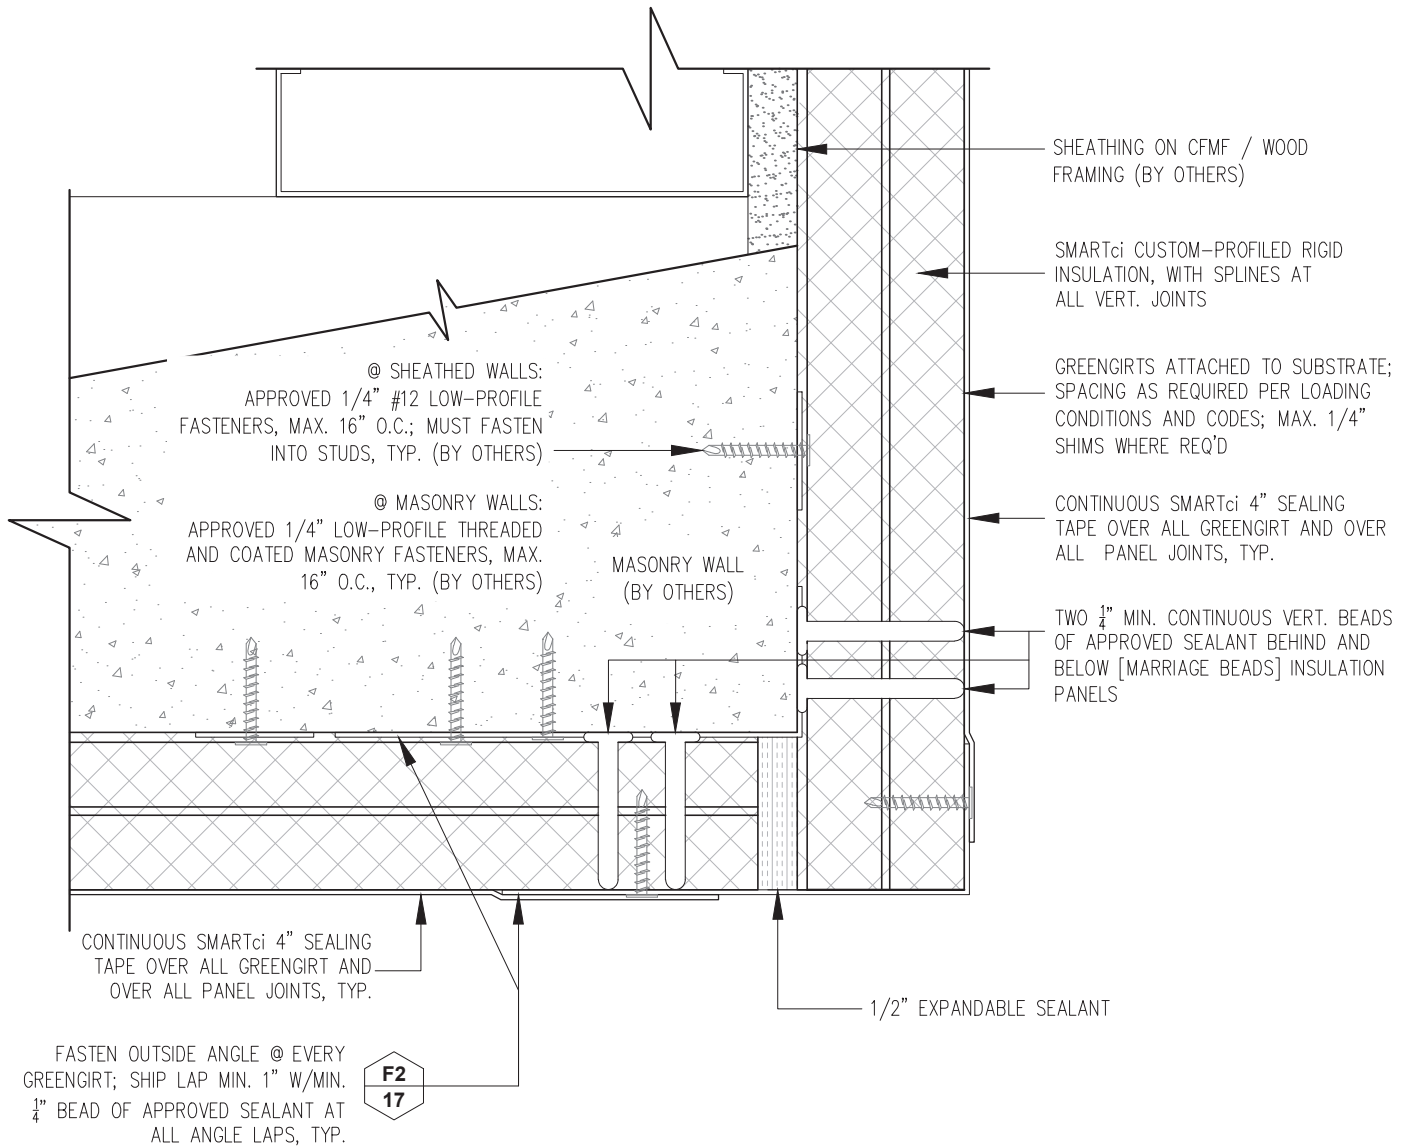 SHEATHING ON CFMF / WOOD
FRAMING (BY OTHERS)
SMARTci CUSTOM-PROFILED RIGID
INSULATION, WITH SPLINES AT
ALL VERT. JOINTS
GREENGIRTS ATTACHED TO SUBSTRATE;
SPACING AS REQUIRED PER LOADING
CONDITIONS AND CODES; MAX. 1/4"
SHIMS WHERE REQ'D
@ SHEATHED WALLS:
APPROVED 1/4" #12 LOW-PROFILE
FASTENERS, MAX. 16" O.C.; MUST FASTEN
INTO STUDS, TYP. (BY OTHERS)
@ MASONRY WALLS:
APPROVED 1/4" LOW-PROFILE THREADED
AND COATED MASONRY FASTENERS, MAX.
16" O.C., TYP. (BY OTHERS)
MASONRY WALL
(BY OTHERS)
CONTINUOUS SMARTci 4" SEALING
TAPE OVER ALL GREENGIRT AND OVER
ALL PANEL JOINTS, TYP.
TWO 1/4" MIN. CONTINUOUS VERT. BEADS
OF APPROVED SEALANT BEHIND AND
BELOW [MARRIAGE BEADS] INSULATION
PANELS
CONTINUOUS SMARTci 4" SEALING
TAPE OVER ALL GREENGIRT AND
OVER ALL PANEL JOINTS, TYP.
1/2" EXPANDABLE SEALANT
FASTEN OUTSIDE ANGLE @ EVERY
GREENGIRT; SHIP LAP MIN. 1" W/MIN.
1/4" BEAD OF APPROVED SEALANT AT
ALL ANGLE LAPS, TYP.
F2
17